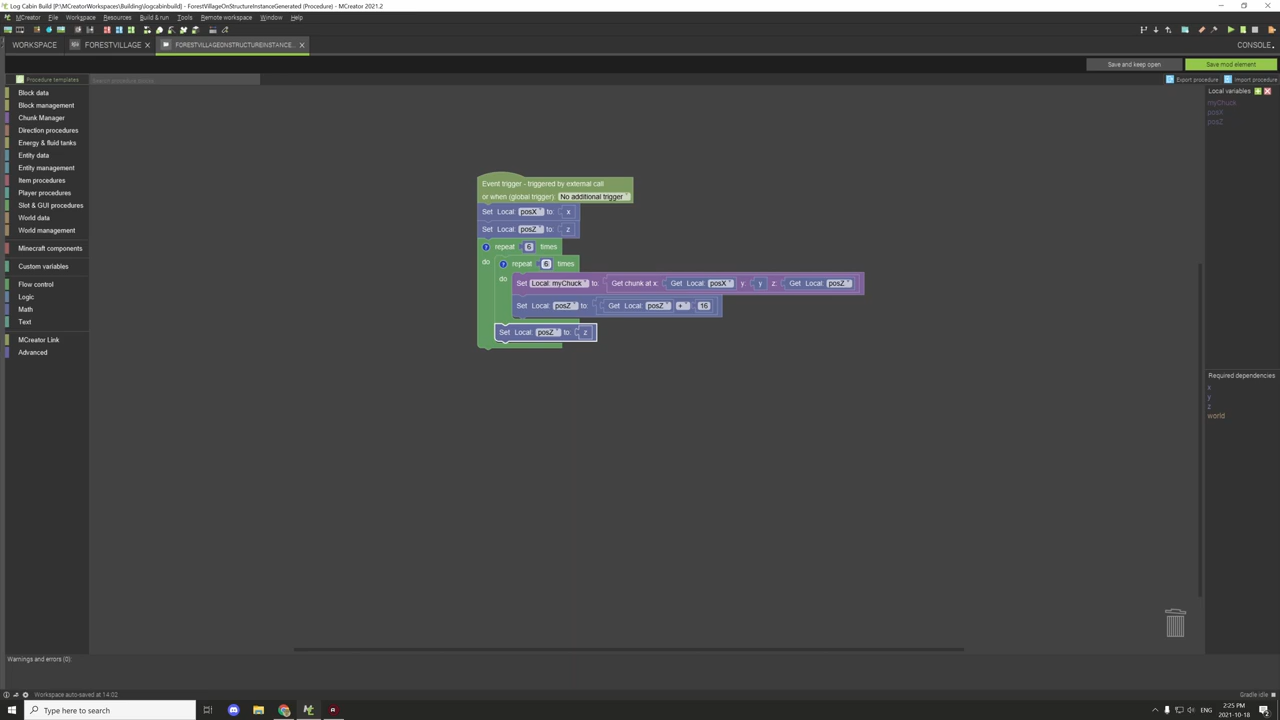 Log Cabin Build [P:\MCreatorWorkspaces\Building\logcabinbuild] - ForestVillageOnStructureInstanceGenerated (Procedure) - MCreator 2021.2
MCreator File Workspace Resources Build & run Tools Remote workspace Window Help
WORKSPACE FORESTVILLAGE FORESTVILLAGEONSTRUCTUREINSTANCE... CONSOLE
Save and keep open Save mod element
Procedure templates Search procedure blocks Export procedure Import procedure
Block data
Block management
Chunk Manager
Direction procedures
Energy & fluid tanks
Entity data
Entity management
Item procedures
Player procedures
Slot & GUI procedures
World data
World management
Minecraft components
Custom variables
Flow control
Logic
Math
Text
MCreator Link
Advanced
Event trigger - triggered by external call
or when (global trigger): No additional trigger
Set Local: posX to: x
Set Local: posZ to: z
repeat 6 times
do repeat 6 times
do Set Local: myChuck to: Get chunk at x: Get Local: posX y: y z: Get Local: posZ
Set Local: posZ to: Get Local: posZ + 16
Set Local: posZ to: z
Local variables
myChuck
posX
posZ
Required dependencies
x
y
z
world
Warnings and errors (0):
Workspace auto-saved at 14:02 Gradle idle
Type here to search
ENG
2:25 PM
2021-10-18